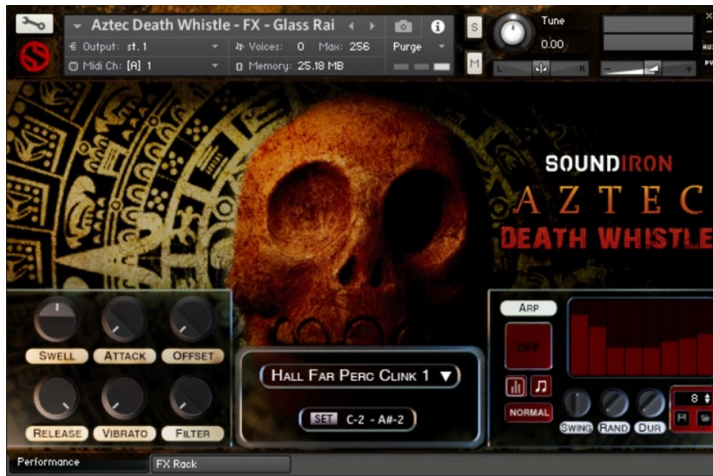 Aztec Death Whistle - FX - Glass Rai
Output: st.1
Voices: 0 Max: 256
Purge
Midi Ch: [A] 1
Memory: 25.18 MB
S
M
Tune
0.00
L R
- +
AUX
PV
SOUNDIRON
AZTEC
DEATH WHISTLE
SWELL ATTACK OFFSET
RELEASE VIBRATO FILTER
HALL FAR PERC CLINK 1
SET C-2 - A#-2
ARP
OFF
NORMAL
8
SWING RAND DUR
Performance
FX Rack